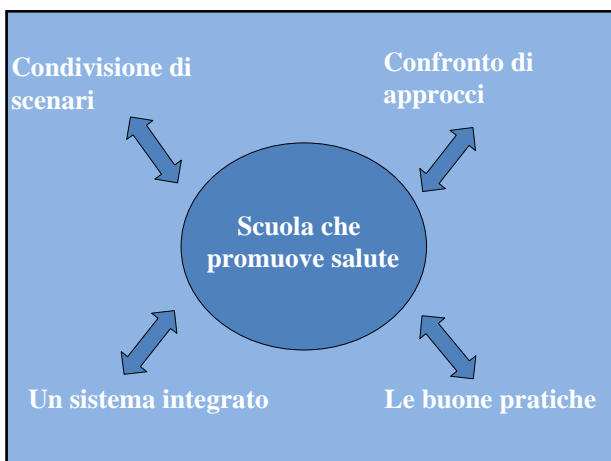 Condivisione di
scenari
Confronto di
approcci
Scuola che
promuove salute
Un sistema integrato
Le buone pratiche